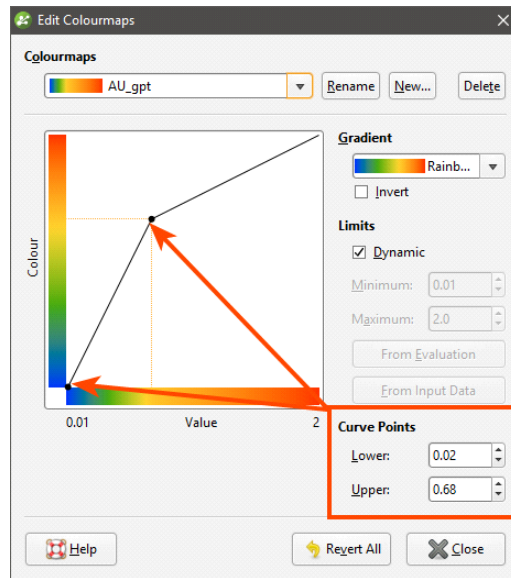 Edit Colourmaps
Colourmaps
AU_gpt
Rename
New...
Delete
Gradient
Rainb...
Invert
Limits
Dynamic
Minimum: 0.01
Maximum: 2.0
From Evaluation
From Input Data
Colour
0.01 Value 2
Curve Points
Lower: 0.02
Upper: 0.68
Help
Revert All
Close